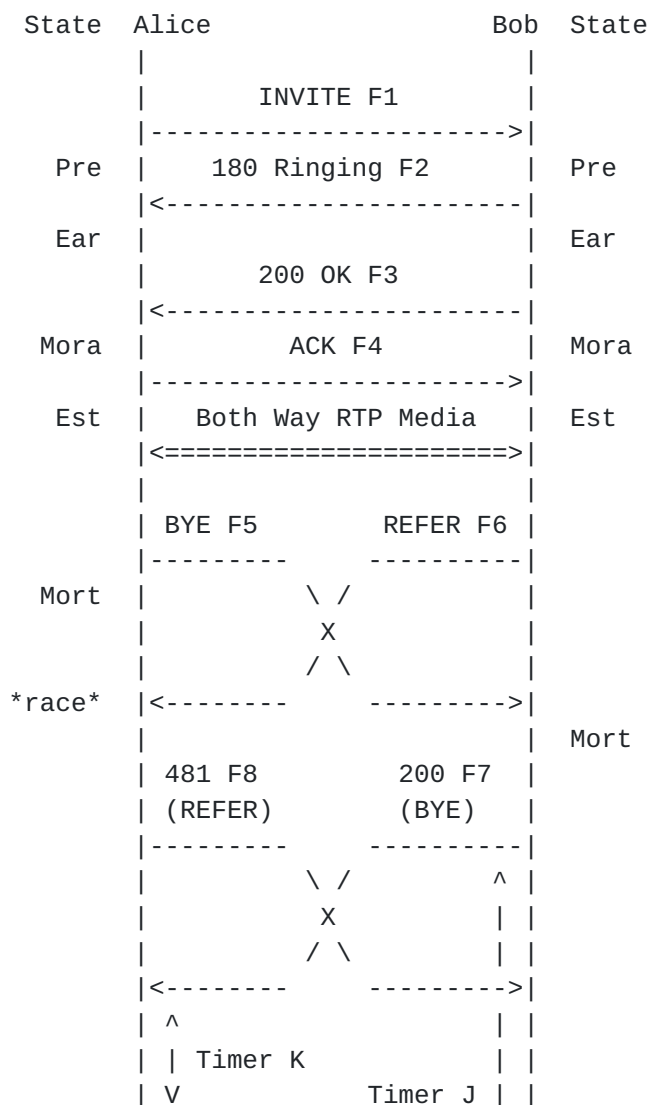 State  Alice                  Bob  State
       |                        |
       |       INVITE F1        |
       |----------------------->|
  Pre  |    180 Ringing F2      |  Pre
       |<-----------------------|
  Ear  |                        |  Ear
       |       200 OK F3        |
       |<-----------------------|
 Mora  |         ACK F4         |  Mora
       |----------------------->|
  Est  |   Both Way RTP Media   |  Est
       |<======================>|
       |                        |
       | BYE F5        REFER F6 |
       |---------     ----------|
 Mort  |          \ /           |
       |           X            |
       |          / \           |
*race* |<--------     --------->|
       |                        |  Mort
       | 481 F8         200 F7  |
       | (REFER)        (BYE)   |
       |---------     ----------|
       |          \ /         ^ |
       |           X          | |
       |          / \         | |
       |<--------     --------->|
       | ^                    | |
       | | Timer K            | |
       | V            Timer J | |